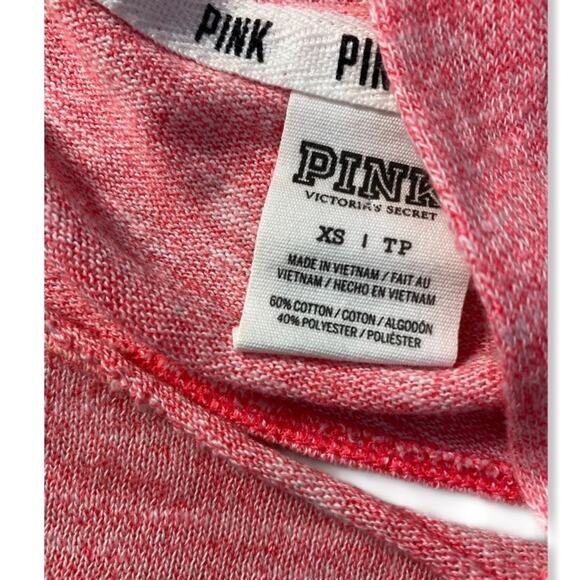 PINK PINK
PINK
VICTORIA'S SECRET
XS | TP
MADE IN VIETNAM / FAIT AU
VIETNAM / HECHO EN VIETNAM
60% COTTON / COTON / ALGODÓN
40% POLYESTER / POLIÉSTER